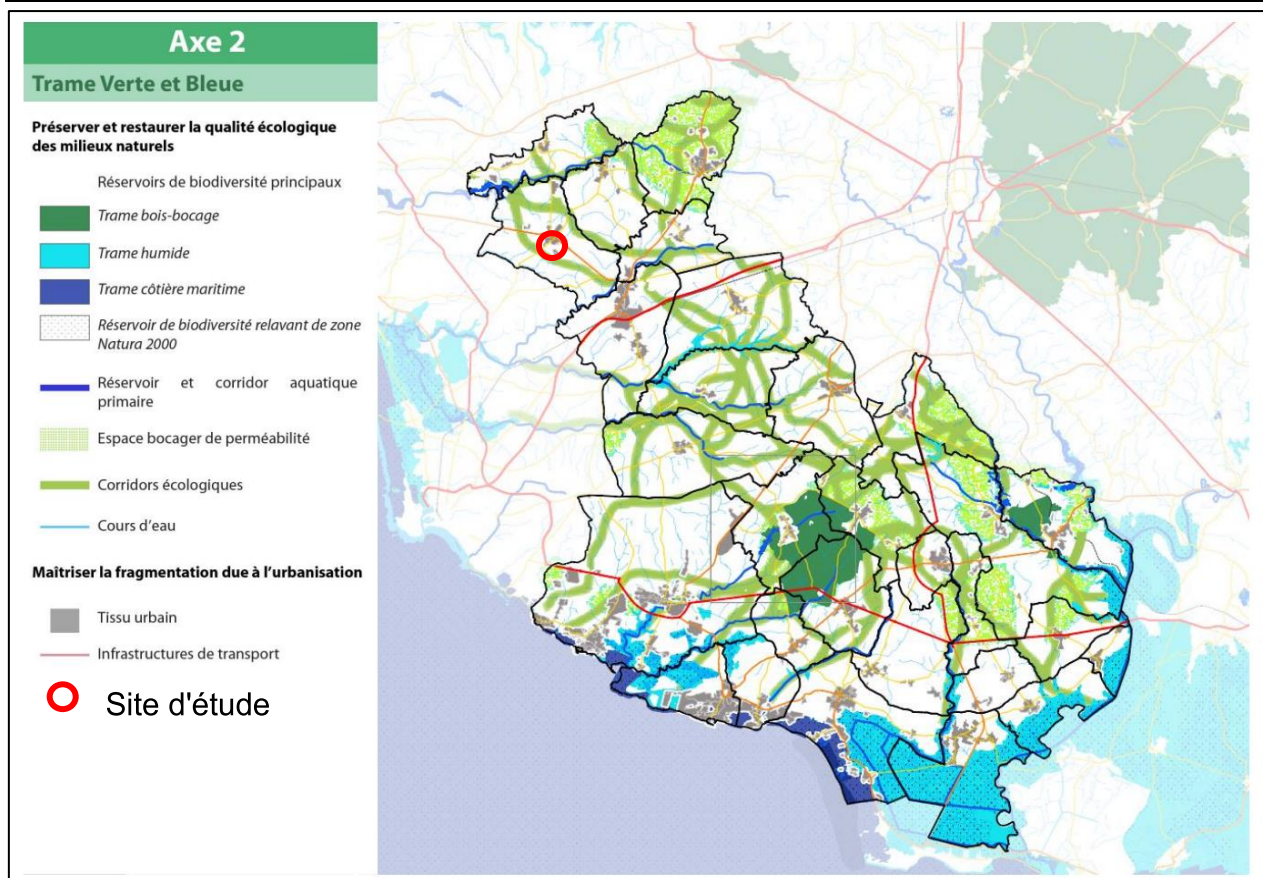 Axe 2
Trame Verte et Bleue
Préserver et restaurer la qualité écologique
des milieux naturels
Réservoirs de biodiversité principaux
Trame bois-bocage
Trame humide
Trame côtière maritime
Réservoir de biodiversité relavant de zone
Natura 2000
Réservoir et corridor aquatique
primaire
Espace bocager de perméabilité
Corridors écologiques
Cours d'eau
Maîtriser la fragmentation due à l'urbanisation
Tissu urbain
Infrastructures de transport
Site d'étude